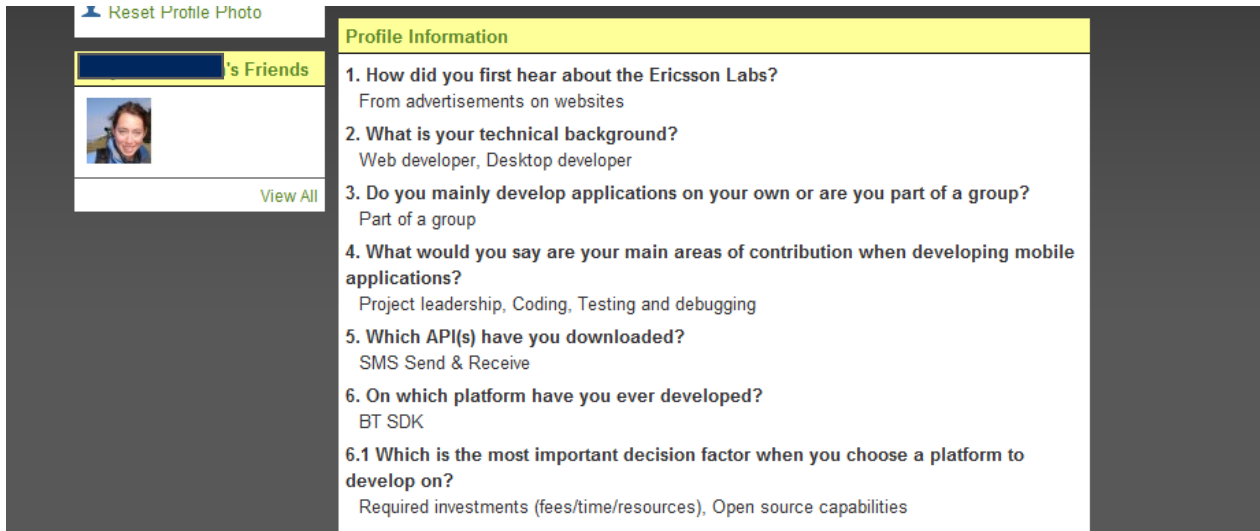 Reset Profile Photo
's Friends
View All
Profile Information
1. How did you first hear about the Ericsson Labs?
From advertisements on websites
2. What is your technical background?
Web developer, Desktop developer
3. Do you mainly develop applications on your own or are you part of a group?
Part of a group
4. What would you say are your main areas of contribution when developing mobile
applications?
Project leadership, Coding, Testing and debugging
5. Which API(s) have you downloaded?
SMS Send & Receive
6. On which platform have you ever developed?
BT SDK
6.1 Which is the most important decision factor when you choose a platform to
develop on?
Required investments (fees/time/resources), Open source capabilities